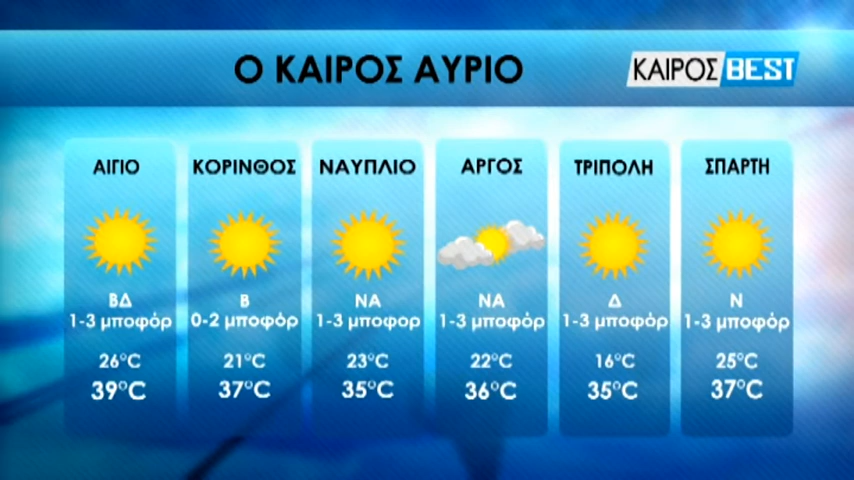 Ο ΚΑΙΡΟΣ ΑΥΡΙΟ
ΚΑΙΡΟΣ BEST
ΑΙΓΙΟ
ΒΔ
1-3 μποφόρ
26°C
39°C
ΚΟΡΙΝΘΟΣ
Β
0-2 μποφόρ
21°C
37°C
ΝΑΥΠΛΙΟ
ΝΑ
1-3 μποφορ
23°C
35°C
ΑΡΓΟΣ
ΝΑ
1-3 μποφόρ
22°C
36°C
ΤΡΙΠΟΛΗ
Δ
1-3 μποφόρ
16°C
35°C
ΣΠΑΡΤΗ
Ν
1-3 μποφόρ
25°C
37°C